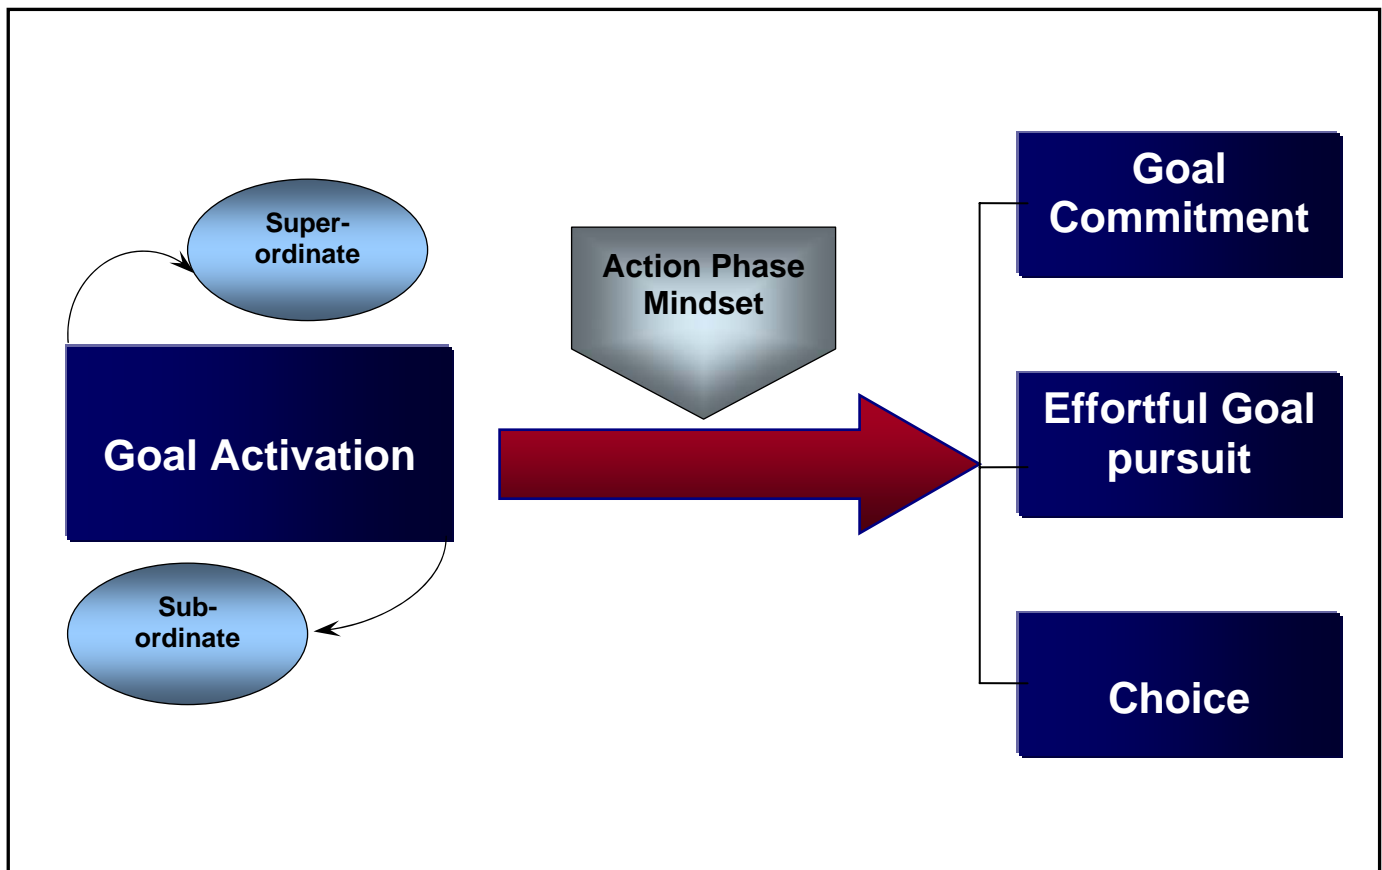 Super-
ordinate
Goal Activation
Sub-
ordinate
Action Phase
Mindset
Goal
Commitment
Effortful Goal
pursuit
Choice